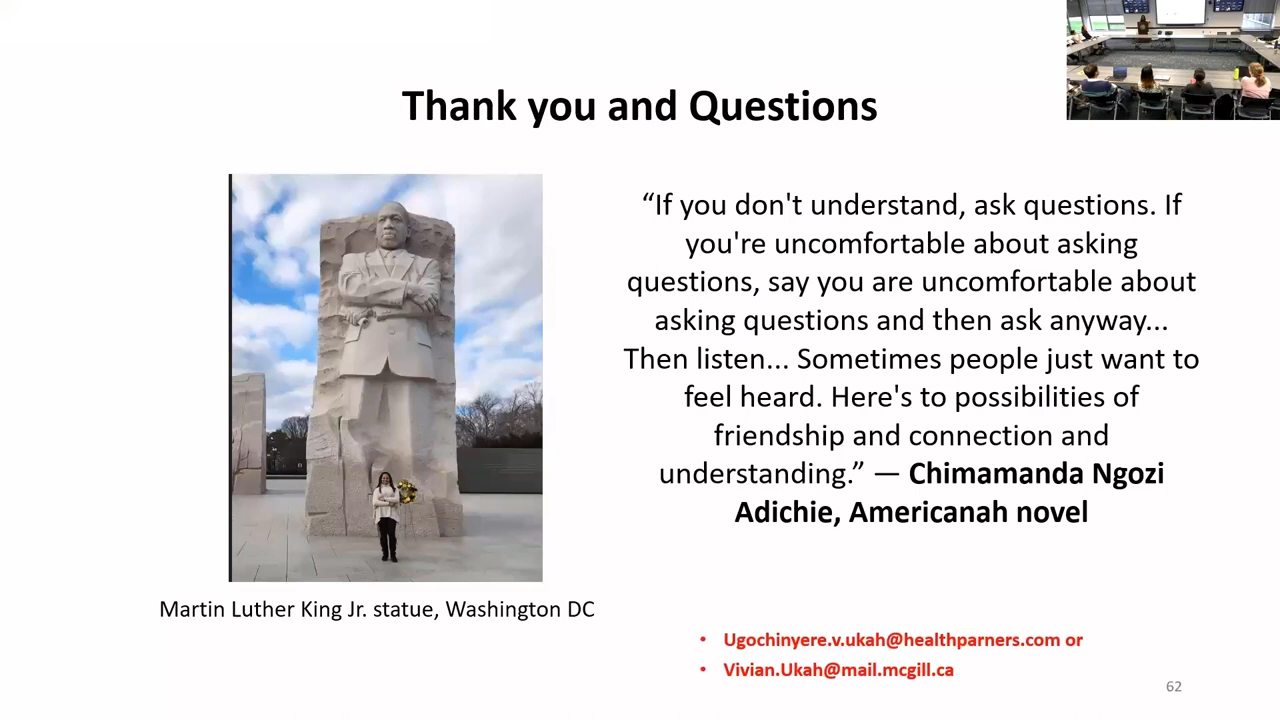 Thank you and Questions
“If you don't understand, ask questions. If
you're uncomfortable about asking
questions, say you are uncomfortable about
asking questions and then ask anyway...
Then listen... Sometimes people just want to
feel heard. Here's to possibilities of
friendship and connection and
understanding.” — Chimamanda Ngozi
Adichie, Americanah novel
Martin Luther King Jr. statue, Washington DC
• Ugochinyere.v.ukah@healthparners.com or
• Vivian.Ukah@mail.mcgill.ca
62